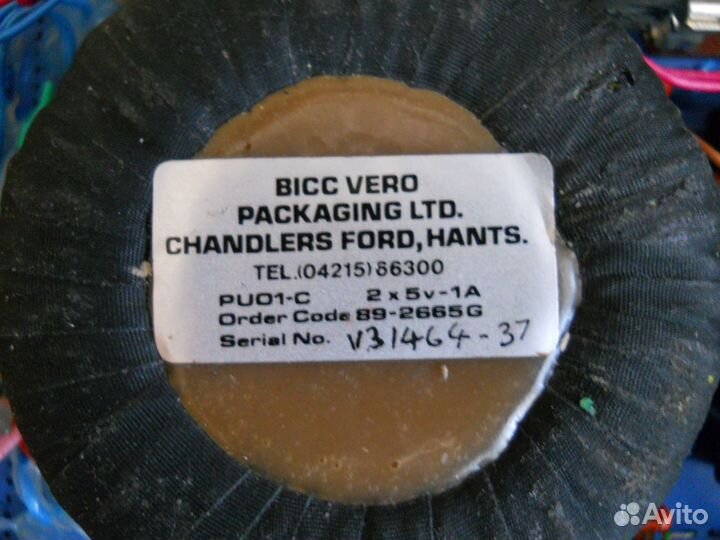 BICC VERO
PACKAGING LTD.
CHANDLERS FORD, HANTS.
TEL.(04215)66300
PU01-C 2 x 5v-1A
Order Code 89-2665G
Serial No. V31464-37
Avito